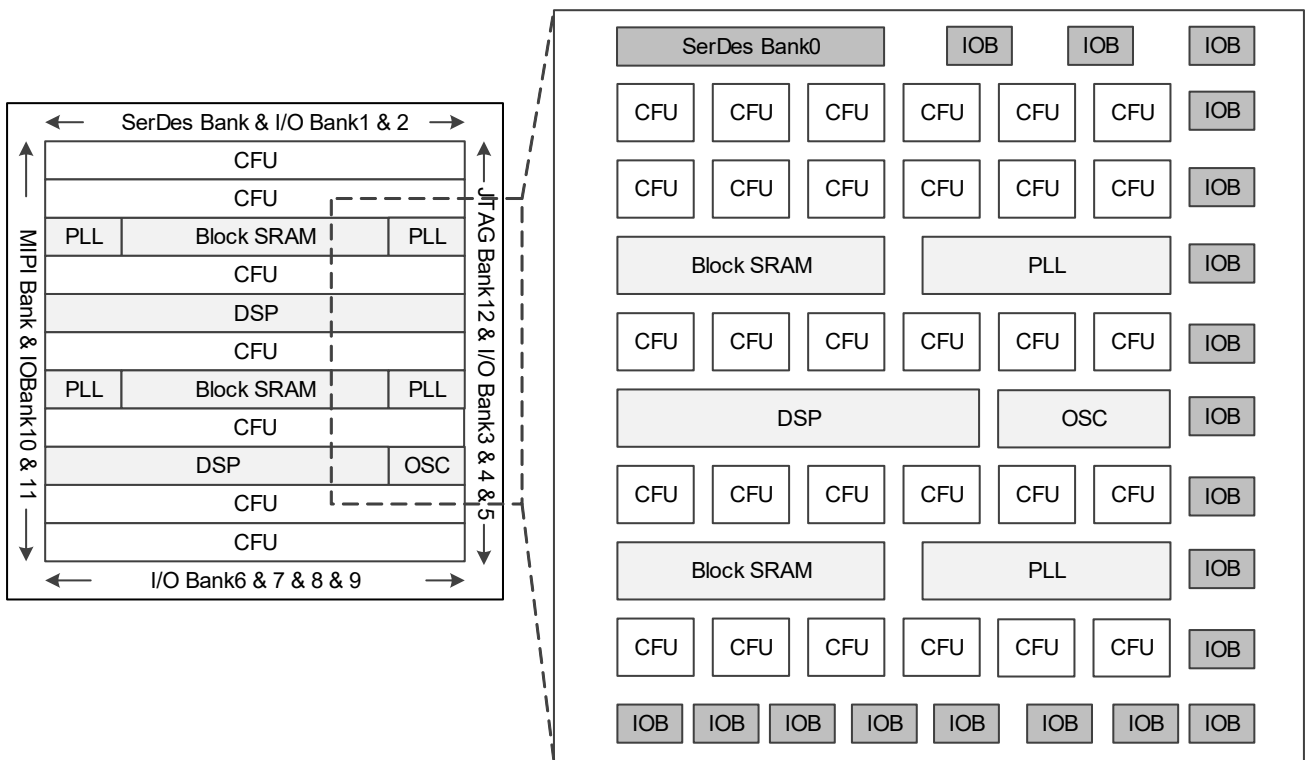 SerDes Bank & I/O Bank1 & 2
MIPI Bank & IOBank10 & 11
CFU
CFU
PLL Block SRAM PLL
CFU
DSP
CFU
PLL Block SRAM PLL
CFU
DSP OSC
CFU
CFU
JTAG Bank12 & I/O Bank3 & 4 & 5
I/O Bank6 & 7 & 8 & 9
SerDes Bank0 IOB IOB IOB
CFU CFU CFU CFU CFU CFU IOB
CFU CFU CFU CFU CFU CFU IOB
Block SRAM PLL IOB
CFU CFU CFU CFU CFU CFU IOB
DSP OSC IOB
CFU CFU CFU CFU CFU CFU IOB
Block SRAM PLL IOB
CFU CFU CFU CFU CFU CFU IOB
IOB IOB IOB IOB IOB IOB IOB IOB